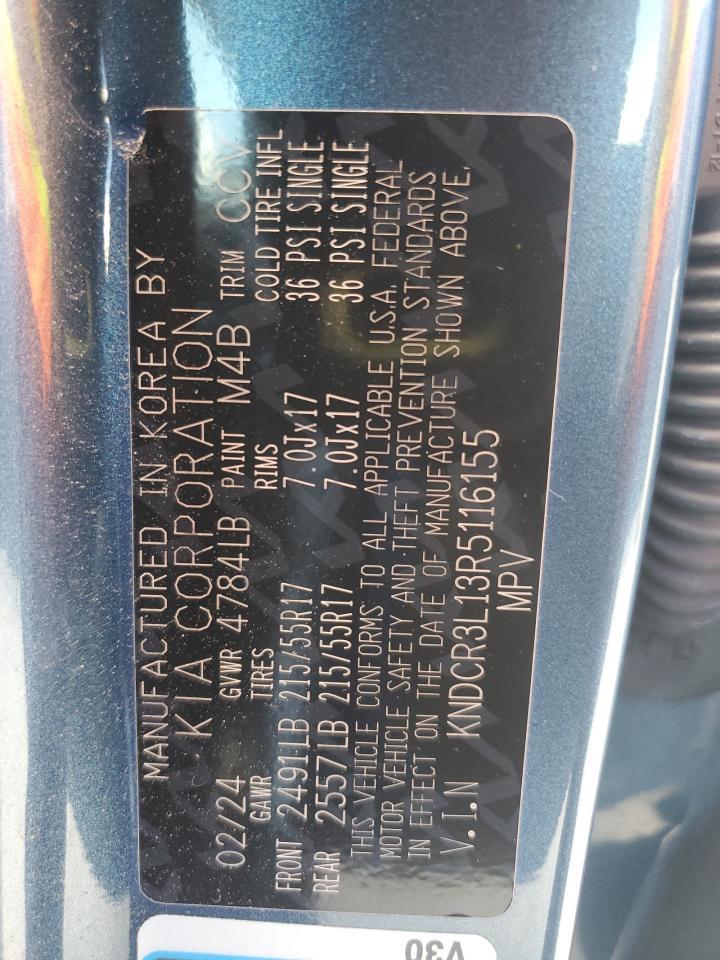 MANUFACTURED IN KOREA BY
KIA CORPORATION
02/24 GVWR 4784LB PAINT M4B TRIM CCV
GAWR TIRES RIMS COLD TIRE INFL
FRONT 2491LB 215/55R17 7.0Jx17 36 PSI SINGLE
REAR 2557LB 215/55R17 7.0Jx17 36 PSI SINGLE
THIS VEHICLE CONFORMS TO ALL APPLICABLE U.S.A. FEDERAL
MOTOR VEHICLE SAFETY AND THEFT PREVENTION STANDARDS
IN EFFECT ON THE DATE OF MANUFACTURE SHOWN ABOVE.
V.I.N KNDCR3L13R5116155
MPV
V30